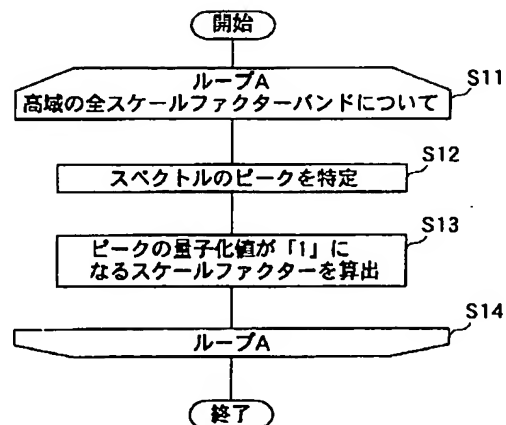 開始
ループA
高域の全スケールファクターバンドについて
S11
スペクトルのピークを特定
S12
ピークの量子化値が「1」に
なるスケールファクターを算出
S13
ループA
S14
終了